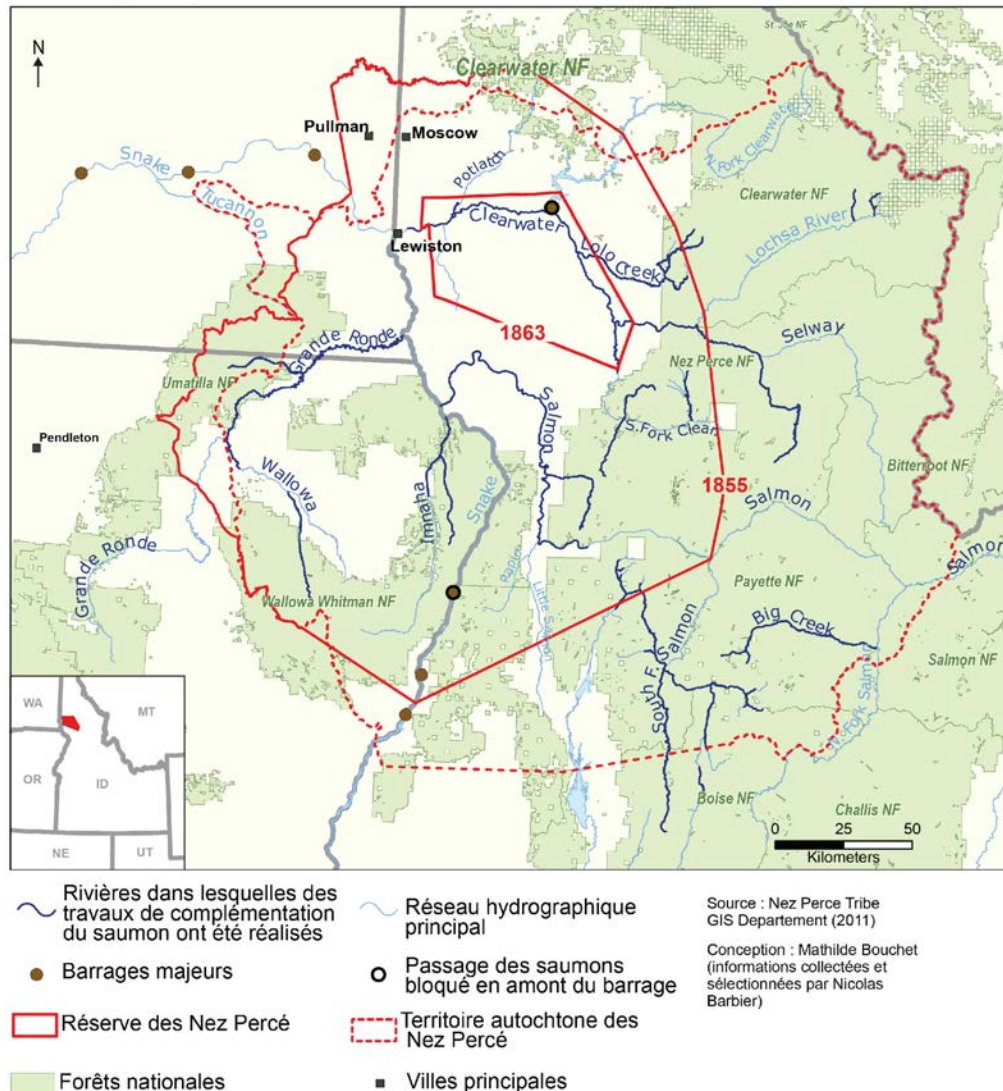 N
Clearwater NF
St. Joe NF
Pullman
Moscow
Snake
Tucannon
Potlatch
N. Fork Clearwater
Clearwater NF
Lochsa River
Clearwater
Lewiston
Lolo Creek
1863
Grande Ronde
Umatilla NF
Nez Perce NF
Selway
Salmon
Pendleton
S. Fork Clear.
Bitterroot NF
Wallowa
Imnaha
Snake
1855
Salmon
Salmon
Grande Ronde
Rapid
Wallowa Whitman NF
Little Salmon
Payette NF
Big Creek
South F. Salmon
Salmon NF
N. Fork Salmon
WA
MT
OR
ID
NE
UT
Boise NF
Challis NF
0 25 50
Kilometers
Rivières dans lesquelles des
travaux de complémentation
du saumon ont été réalisés
Réseau hydrographique
principal
Source : Nez Perce Tribe
GIS Departement (2011)
Barrages majeurs
Passage des saumons
bloqué en amont du barrage
Conception : Mathilde Bouchet
(informations collectées et
sélectionnées par Nicolas
Barbier)
Réserve des Nez Percé
Territoire autochtone des
Nez Percé
Forêts nationales
Villes principales